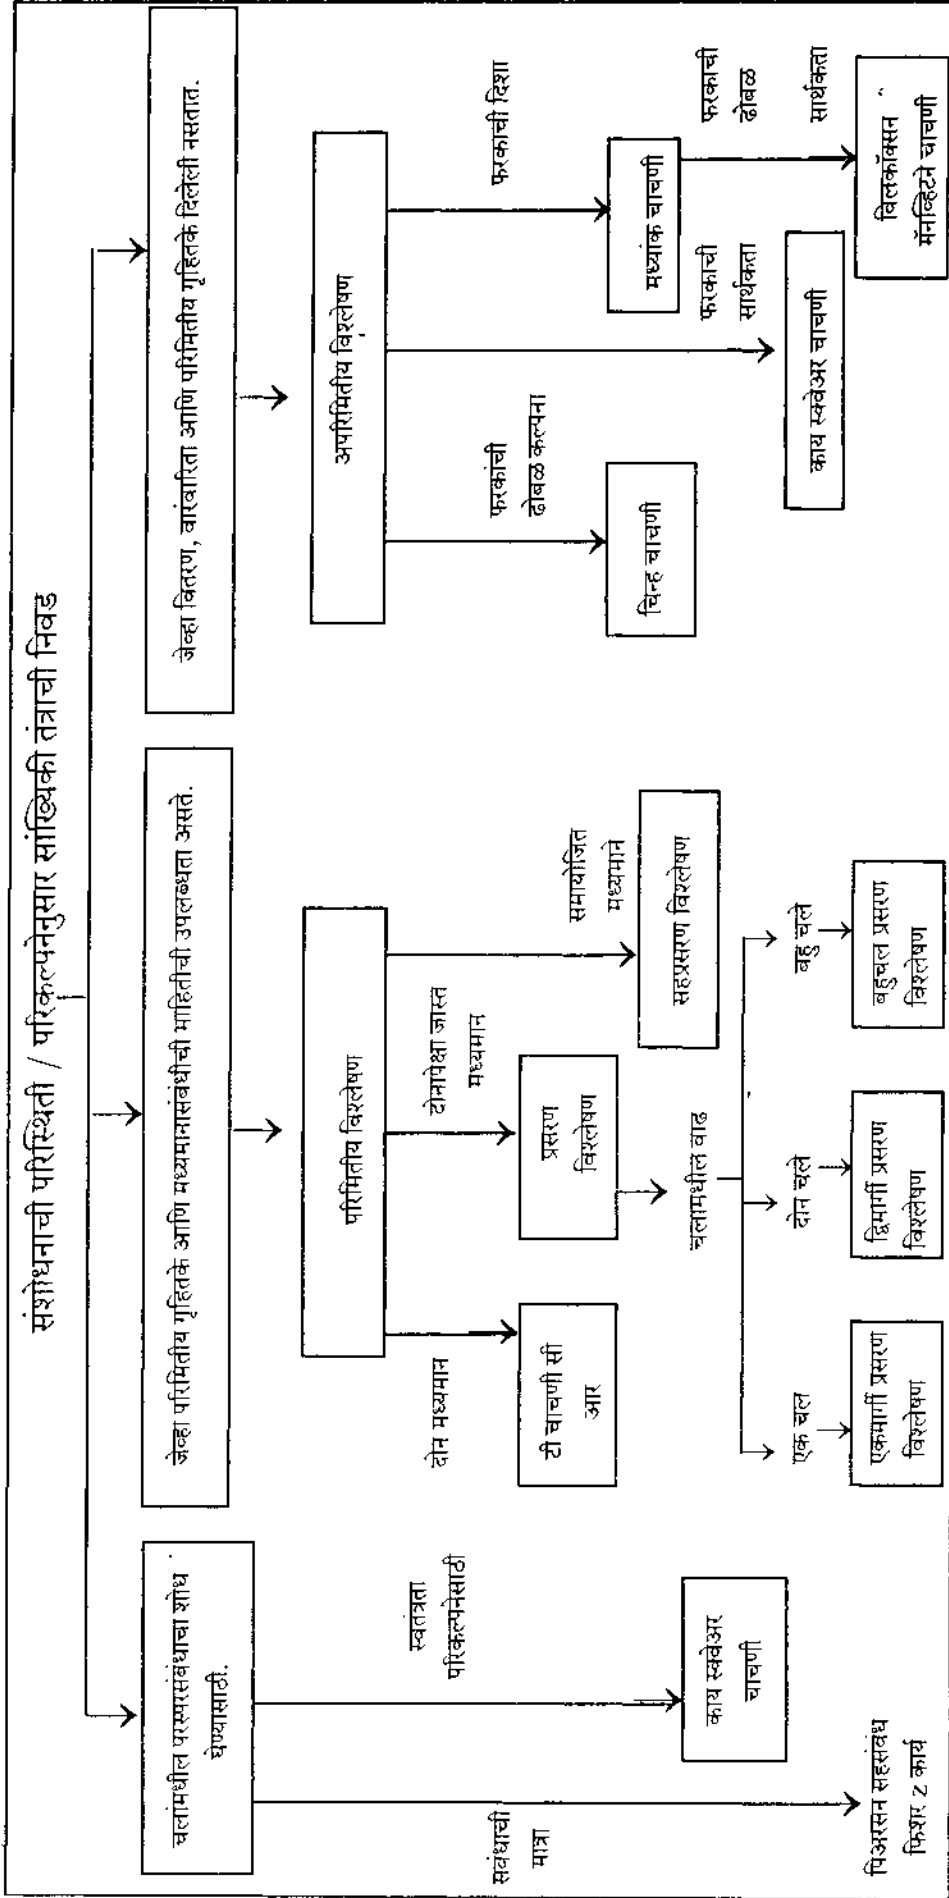 संशोधनाची परिस्थिती / परिकल्पनेनुसार सांख्यिकी तंत्राची निवड
चलांमधील परस्परसंबंधाचा शोध
घेण्यासाठी.
संबंधाची
मात्रा
पिअरसन सहसंबंध
फिशर z कार्य
स्वतंत्रता
परिकल्पनेसाठी
काय स्क्वेअर
चाचणी
जेव्हा परिमितीय गृहितके आणि मध्यमानासंबंधीची माहितीची उपलब्धता असते.
परिमितीय विश्लेषण
दोन मध्यमान
टी चाचणी सी
आर
दोनापेक्षा जास्त
मध्यमान
प्रसरण
विश्लेषण
समायोजित
मध्यमाने
सहप्रसरण विश्लेषण
चलांमधील वाढ
एक चल
एकमार्गी प्रसरण
विश्लेषण
दोन चले
द्विमार्गी प्रसरण
विश्लेषण
बहु चले
बहुचल प्रसरण
विश्लेषण
जेव्हा वितरण, वारंवारिता आणि परिमितीय गृहितके दिलेली नसतात.
अपरिमितीय विश्लेषण
फरकांची
ढोबळ कल्पना
चिन्ह चाचणी
फरकाची
सार्थकता
काय स्क्वेअर चाचणी
फरकाची दिशा
मध्यांक चाचणी
फरकाची
ढोबळ
सार्थकता
विलकॉक्सन
मॅनव्हिटने चाचणी